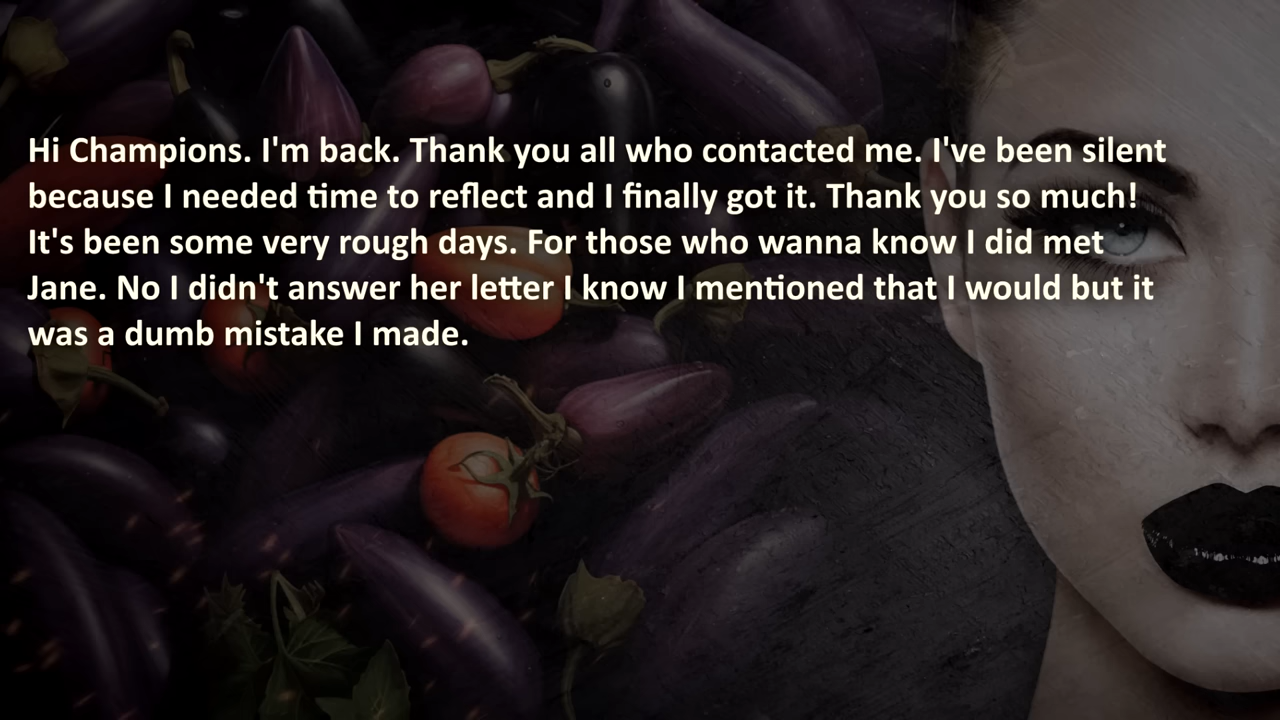 Hi Champions. I'm back. Thank you all who contacted me. I've been silent
because I needed time to reflect and I finally got it. Thank you so much!
It's been some very rough days. For those who wanna know I did met
Jane. No I didn't answer her letter I know I mentioned that I would but it
was a dumb mistake I made.